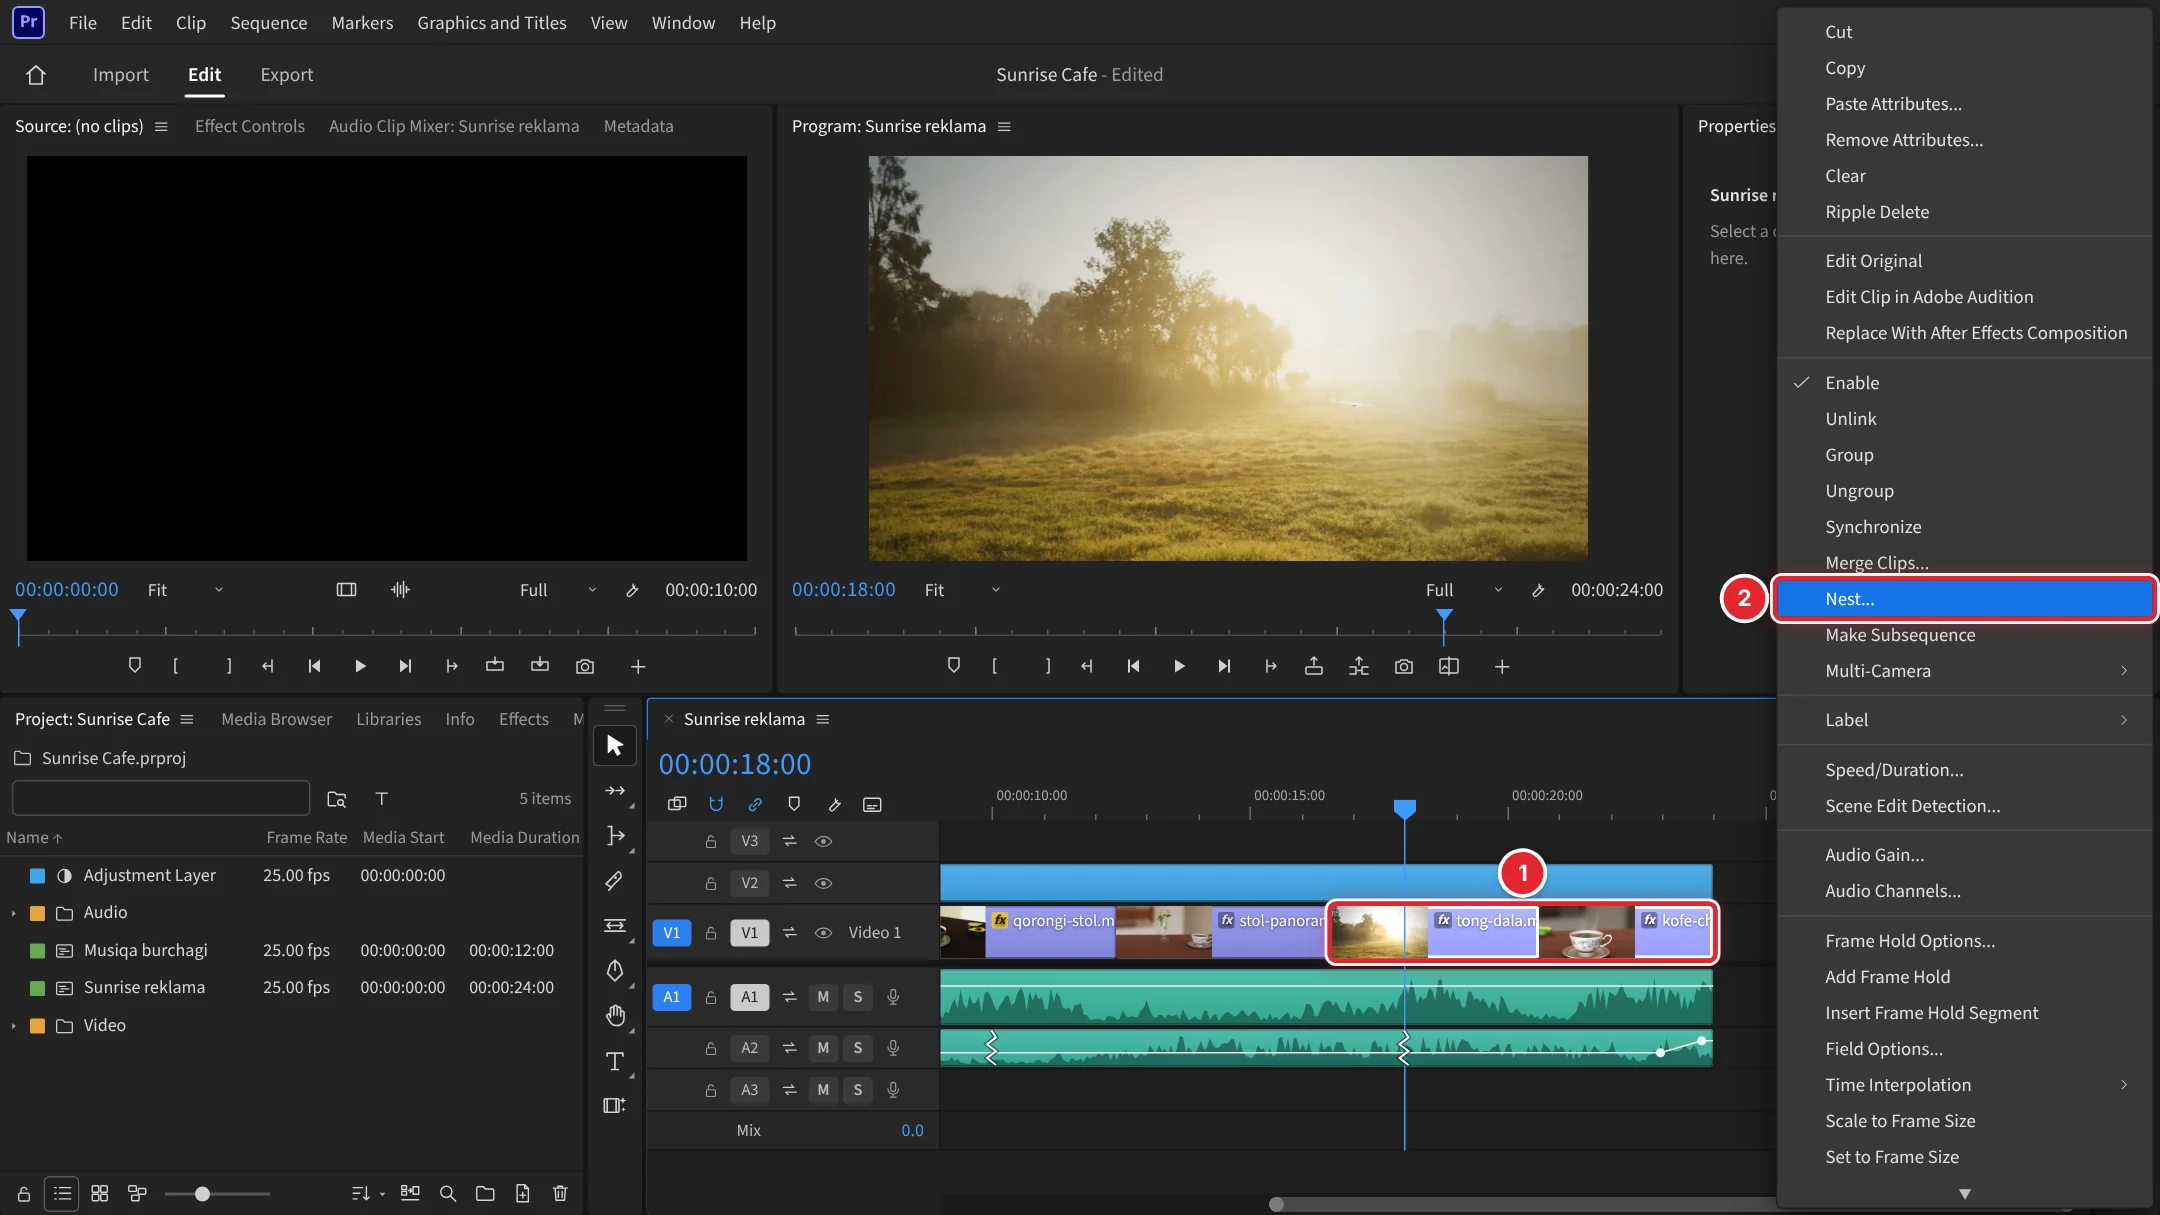 Pr File Edit Clip Sequence Markers Graphics and Titles View Window Help
Import Edit Export
Sunrise Cafe - Edited
Source: (no clips) Effect Controls Audio Clip Mixer: Sunrise reklama Metadata
00:00:00:00 Fit Full 00:00:10:00
Program: Sunrise reklama
00:00:18:00 Fit Full 00:00:24:00
Properties
Sunrise r
Select a c
here.
Cut
Copy
Paste Attributes...
Remove Attributes...
Clear
Ripple Delete
Edit Original
Edit Clip in Adobe Audition
Replace With After Effects Composition
Enable
Unlink
Group
Ungroup
Synchronize
Merge Clips...
2 Nest...
Make Subsequence
Multi-Camera
Label
Speed/Duration...
Scene Edit Detection...
Audio Gain...
Audio Channels...
Frame Hold Options...
Add Frame Hold
Insert Frame Hold Segment
Field Options...
Time Interpolation
Scale to Frame Size
Set to Frame Size
Project: Sunrise Cafe Media Browser Libraries Info Effects M
Sunrise Cafe.prproj
5 items
Name Frame Rate Media Start Media Duration
Adjustment Layer 25.00 fps 00:00:00:00
Audio
Musiqa burchagi 25.00 fps 00:00:00:00 00:00:12:00
Sunrise reklama 25.00 fps 00:00:00:00 00:00:24:00
Video
Sunrise reklama
00:00:18:00
00:00:10:00 00:00:15:00 00:00:20:00 0
V3
1
V2
V1 V1 Video 1 fx qorongi-stol.m fx stol-panorar fx tong-dala.m fx kofe-ch
A1 A1 M S
A2 M S
A3 M S
Mix 0.0